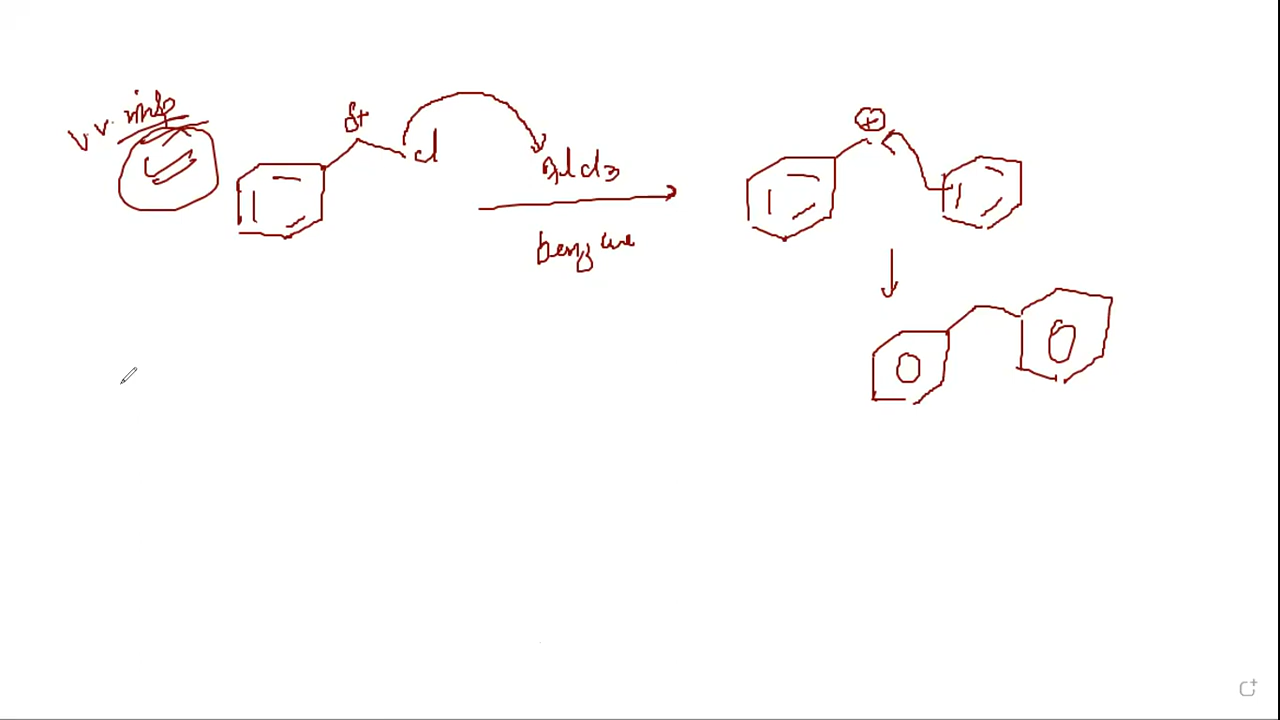 v.v. imp
δ+
Cl
AlCl3
benzene
+